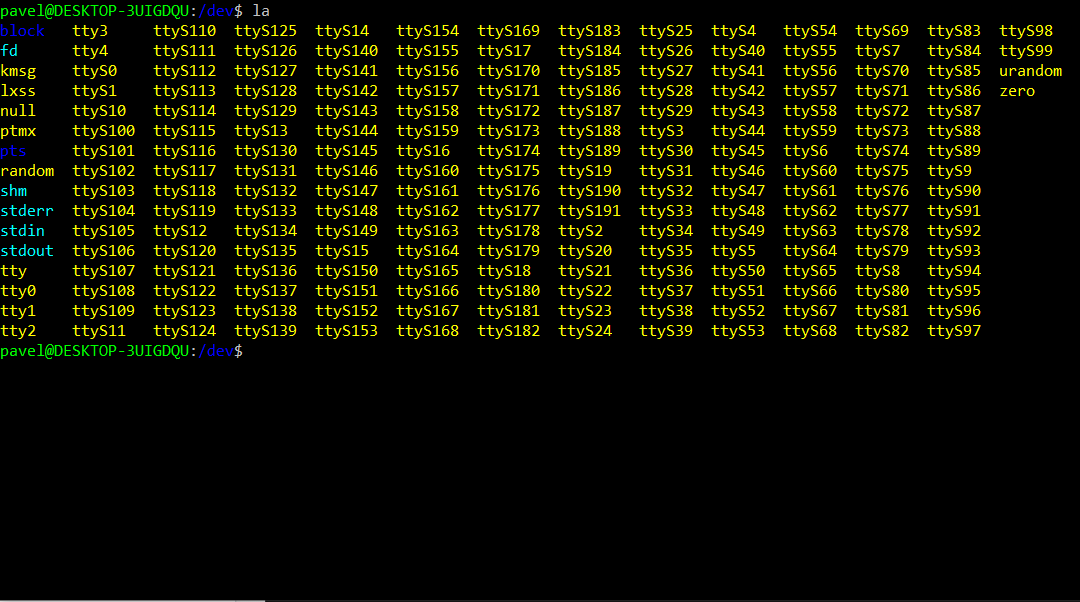 pavel@DESKTOP-3UIGDQU:/dev$ la
block   tty3     ttyS110  ttyS125  ttyS14   ttyS154  ttyS169  ttyS183  ttyS25  ttyS4   ttyS54  ttyS69  ttyS83  ttyS98
fd      tty4     ttyS111  ttyS126  ttyS140  ttyS155  ttyS17   ttyS184  ttyS26  ttyS40  ttyS55  ttyS7   ttyS84  ttyS99
kmsg    ttyS0    ttyS112  ttyS127  ttyS141  ttyS156  ttyS170  ttyS185  ttyS27  ttyS41  ttyS56  ttyS70  ttyS85  urandom
lxss    ttyS1    ttyS113  ttyS128  ttyS142  ttyS157  ttyS171  ttyS186  ttyS28  ttyS42  ttyS57  ttyS71  ttyS86  zero
null    ttyS10   ttyS114  ttyS129  ttyS143  ttyS158  ttyS172  ttyS187  ttyS29  ttyS43  ttyS58  ttyS72  ttyS87
ptmx    ttyS100  ttyS115  ttyS13   ttyS144  ttyS159  ttyS173  ttyS188  ttyS3   ttyS44  ttyS59  ttyS73  ttyS88
pts     ttyS101  ttyS116  ttyS130  ttyS145  ttyS16   ttyS174  ttyS189  ttyS30  ttyS45  ttyS6   ttyS74  ttyS89
random  ttyS102  ttyS117  ttyS131  ttyS146  ttyS160  ttyS175  ttyS19   ttyS31  ttyS46  ttyS60  ttyS75  ttyS9
shm     ttyS103  ttyS118  ttyS132  ttyS147  ttyS161  ttyS176  ttyS190  ttyS32  ttyS47  ttyS61  ttyS76  ttyS90
stderr  ttyS104  ttyS119  ttyS133  ttyS148  ttyS162  ttyS177  ttyS191  ttyS33  ttyS48  ttyS62  ttyS77  ttyS91
stdin   ttyS105  ttyS12   ttyS134  ttyS149  ttyS163  ttyS178  ttyS2    ttyS34  ttyS49  ttyS63  ttyS78  ttyS92
stdout  ttyS106  ttyS120  ttyS135  ttyS15   ttyS164  ttyS179  ttyS20   ttyS35  ttyS5   ttyS64  ttyS79  ttyS93
tty     ttyS107  ttyS121  ttyS136  ttyS150  ttyS165  ttyS18   ttyS21   ttyS36  ttyS50  ttyS65  ttyS8   ttyS94
tty0    ttyS108  ttyS122  ttyS137  ttyS151  ttyS166  ttyS180  ttyS22   ttyS37  ttyS51  ttyS66  ttyS80  ttyS95
tty1    ttyS109  ttyS123  ttyS138  ttyS152  ttyS167  ttyS181  ttyS23   ttyS38  ttyS52  ttyS67  ttyS81  ttyS96
tty2    ttyS11   ttyS124  ttyS139  ttyS153  ttyS168  ttyS182  ttyS24   ttyS39  ttyS53  ttyS68  ttyS82  ttyS97
pavel@DESKTOP-3UIGDQU:/dev$